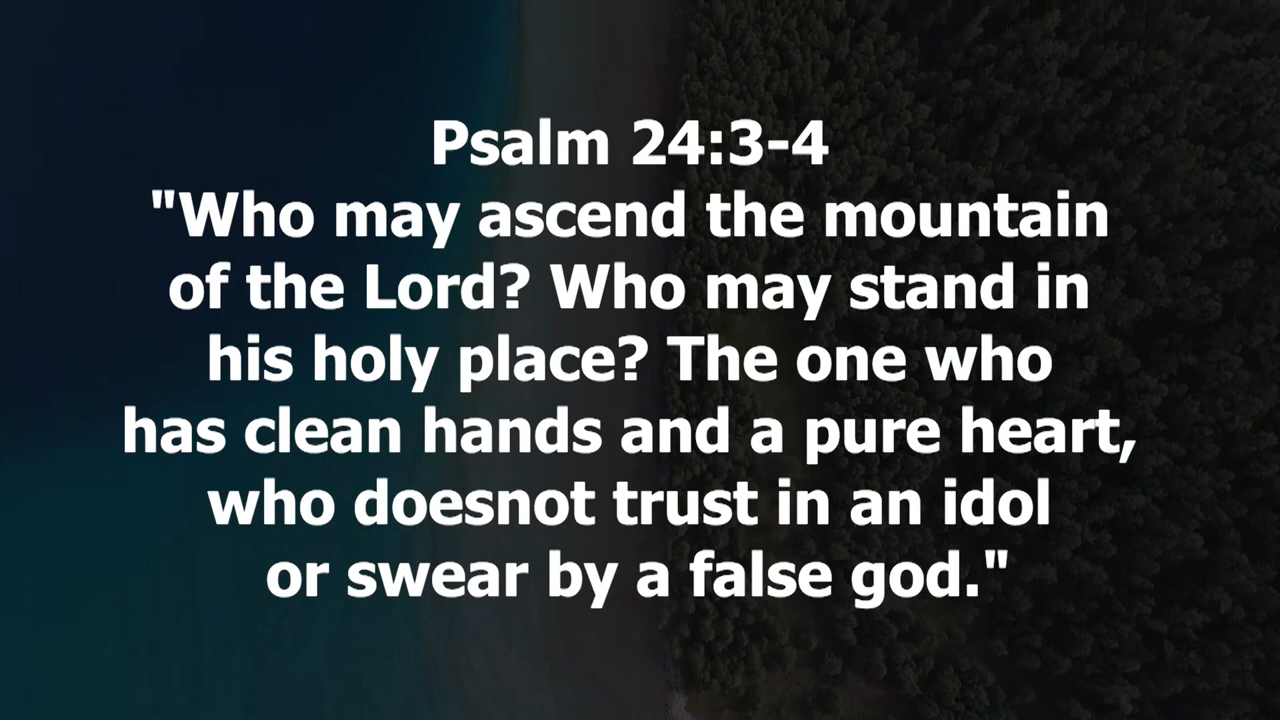 Psalm 24:3-4
"Who may ascend the mountain
of the Lord? Who may stand in
his holy place? The one who
has clean hands and a pure heart,
who doesnot trust in an idol
or swear by a false god."